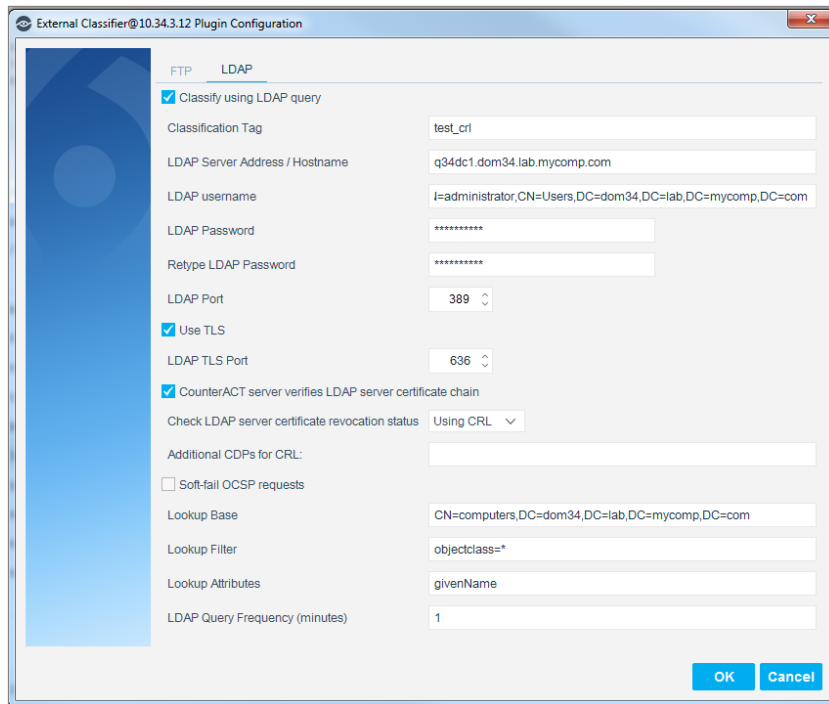 External Classifier@10.34.3.12 Plugin Configuration
FTP LDAP
Classify using LDAP query
Classification Tag test_crl
LDAP Server Address / Hostname q34dc1.dom34.lab.mycomp.com
LDAP username =administrator,CN=Users,DC=dom34,DC=lab,DC=mycomp,DC=com
LDAP Password **********
Retype LDAP Password **********
LDAP Port 389
Use TLS
LDAP TLS Port 636
CounterACT server verifies LDAP server certificate chain
Check LDAP server certificate revocation status Using CRL
Additional CDPs for CRL:
Soft-fail OCSP requests
Lookup Base CN=computers,DC=dom34,DC=lab,DC=mycomp,DC=com
Lookup Filter objectclass=*
Lookup Attributes givenName
LDAP Query Frequency (minutes) 1
OK Cancel